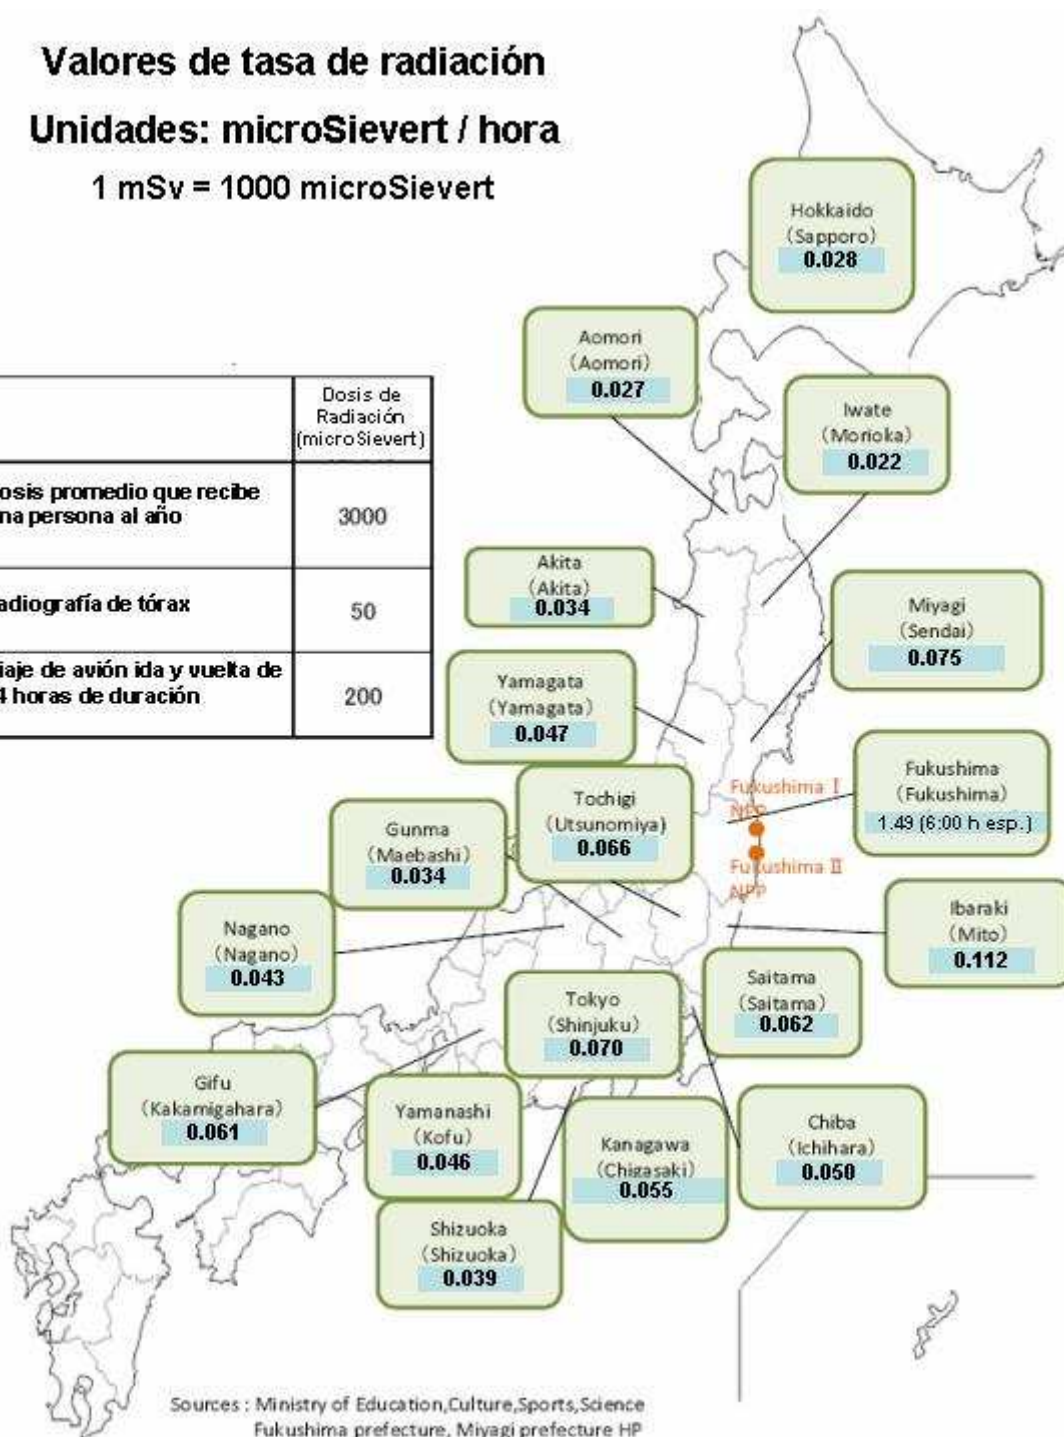 Valores de tasa de radiación
Unidades: microSievert / hora
1 mSv = 1000 microSievert
Hokkaido
(Sapporo)
0.028
Aomori
(Aomori)
0.027
Iwate
(Morioka)
0.022
Dosis de
Radiación
(microSievert)
osis promedio que recibe
na persona al año
3000
adiografía de tórax
50
iaje de avión ida y vuelta de
4 horas de duración
200
Akita
(Akita)
0.034
Miyagi
(Sendai)
0.075
Yamagata
(Yamagata)
0.047
Fukushima
(Fukushima)
1.49 (6:00 h esp.)
Fukushima I
NPP
Fukushima II
NPP
Tochigi
(Utsunomiya)
0.066
Gunma
(Maebashi)
0.034
Ibaraki
(Mito)
0.112
Nagano
(Nagano)
0.043
Saitama
(Saitama)
0.062
Tokyo
(Shinjuku)
0.070
Gifu
(Kakamigahara)
0.061
Yamanashi
(Kofu)
0.046
Kanagawa
(Chigasaki)
0.055
Chiba
(Ichihara)
0.050
Shizuoka
(Shizuoka)
0.039
Sources : Ministry of Education,Culture,Sports,Science
Fukushima prefecture, Miyagi prefecture HP